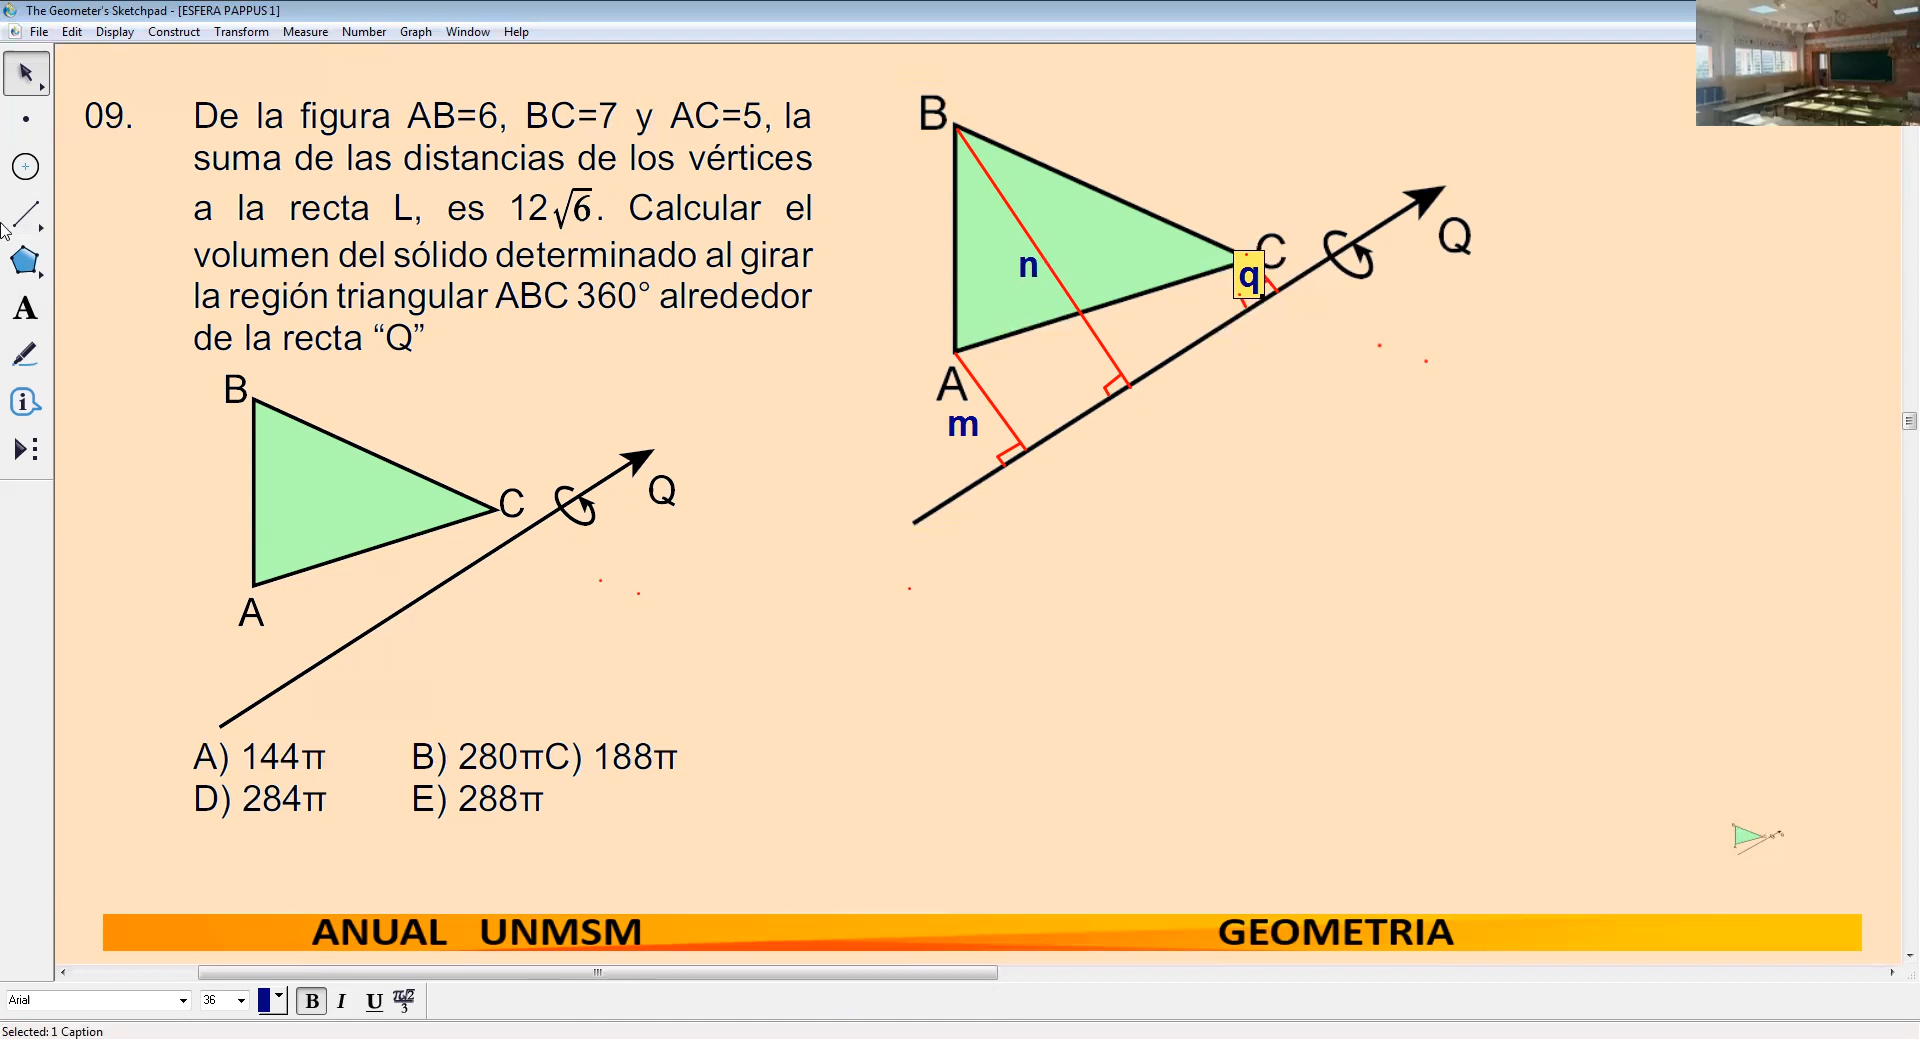 The Geometer's Sketchpad - [ESFERA PAPPUS 1]
File Edit Display Construct Transform Measure Number Graph Window Help
09. De la figura AB=6, BC=7 y AC=5, la
suma de las distancias de los vértices
a la recta L, es 12√6. Calcular el
volumen del sólido determinado al girar
la región triangular ABC 360° alrededor
de la recta “Q”
B
C
Q
A
A) 144π B) 280πC) 188π
D) 284π E) 288π
B
C
Q
n
q
A
m
ANUAL UNMSM GEOMETRIA
Arial 36 B I U
Selected: 1 Caption